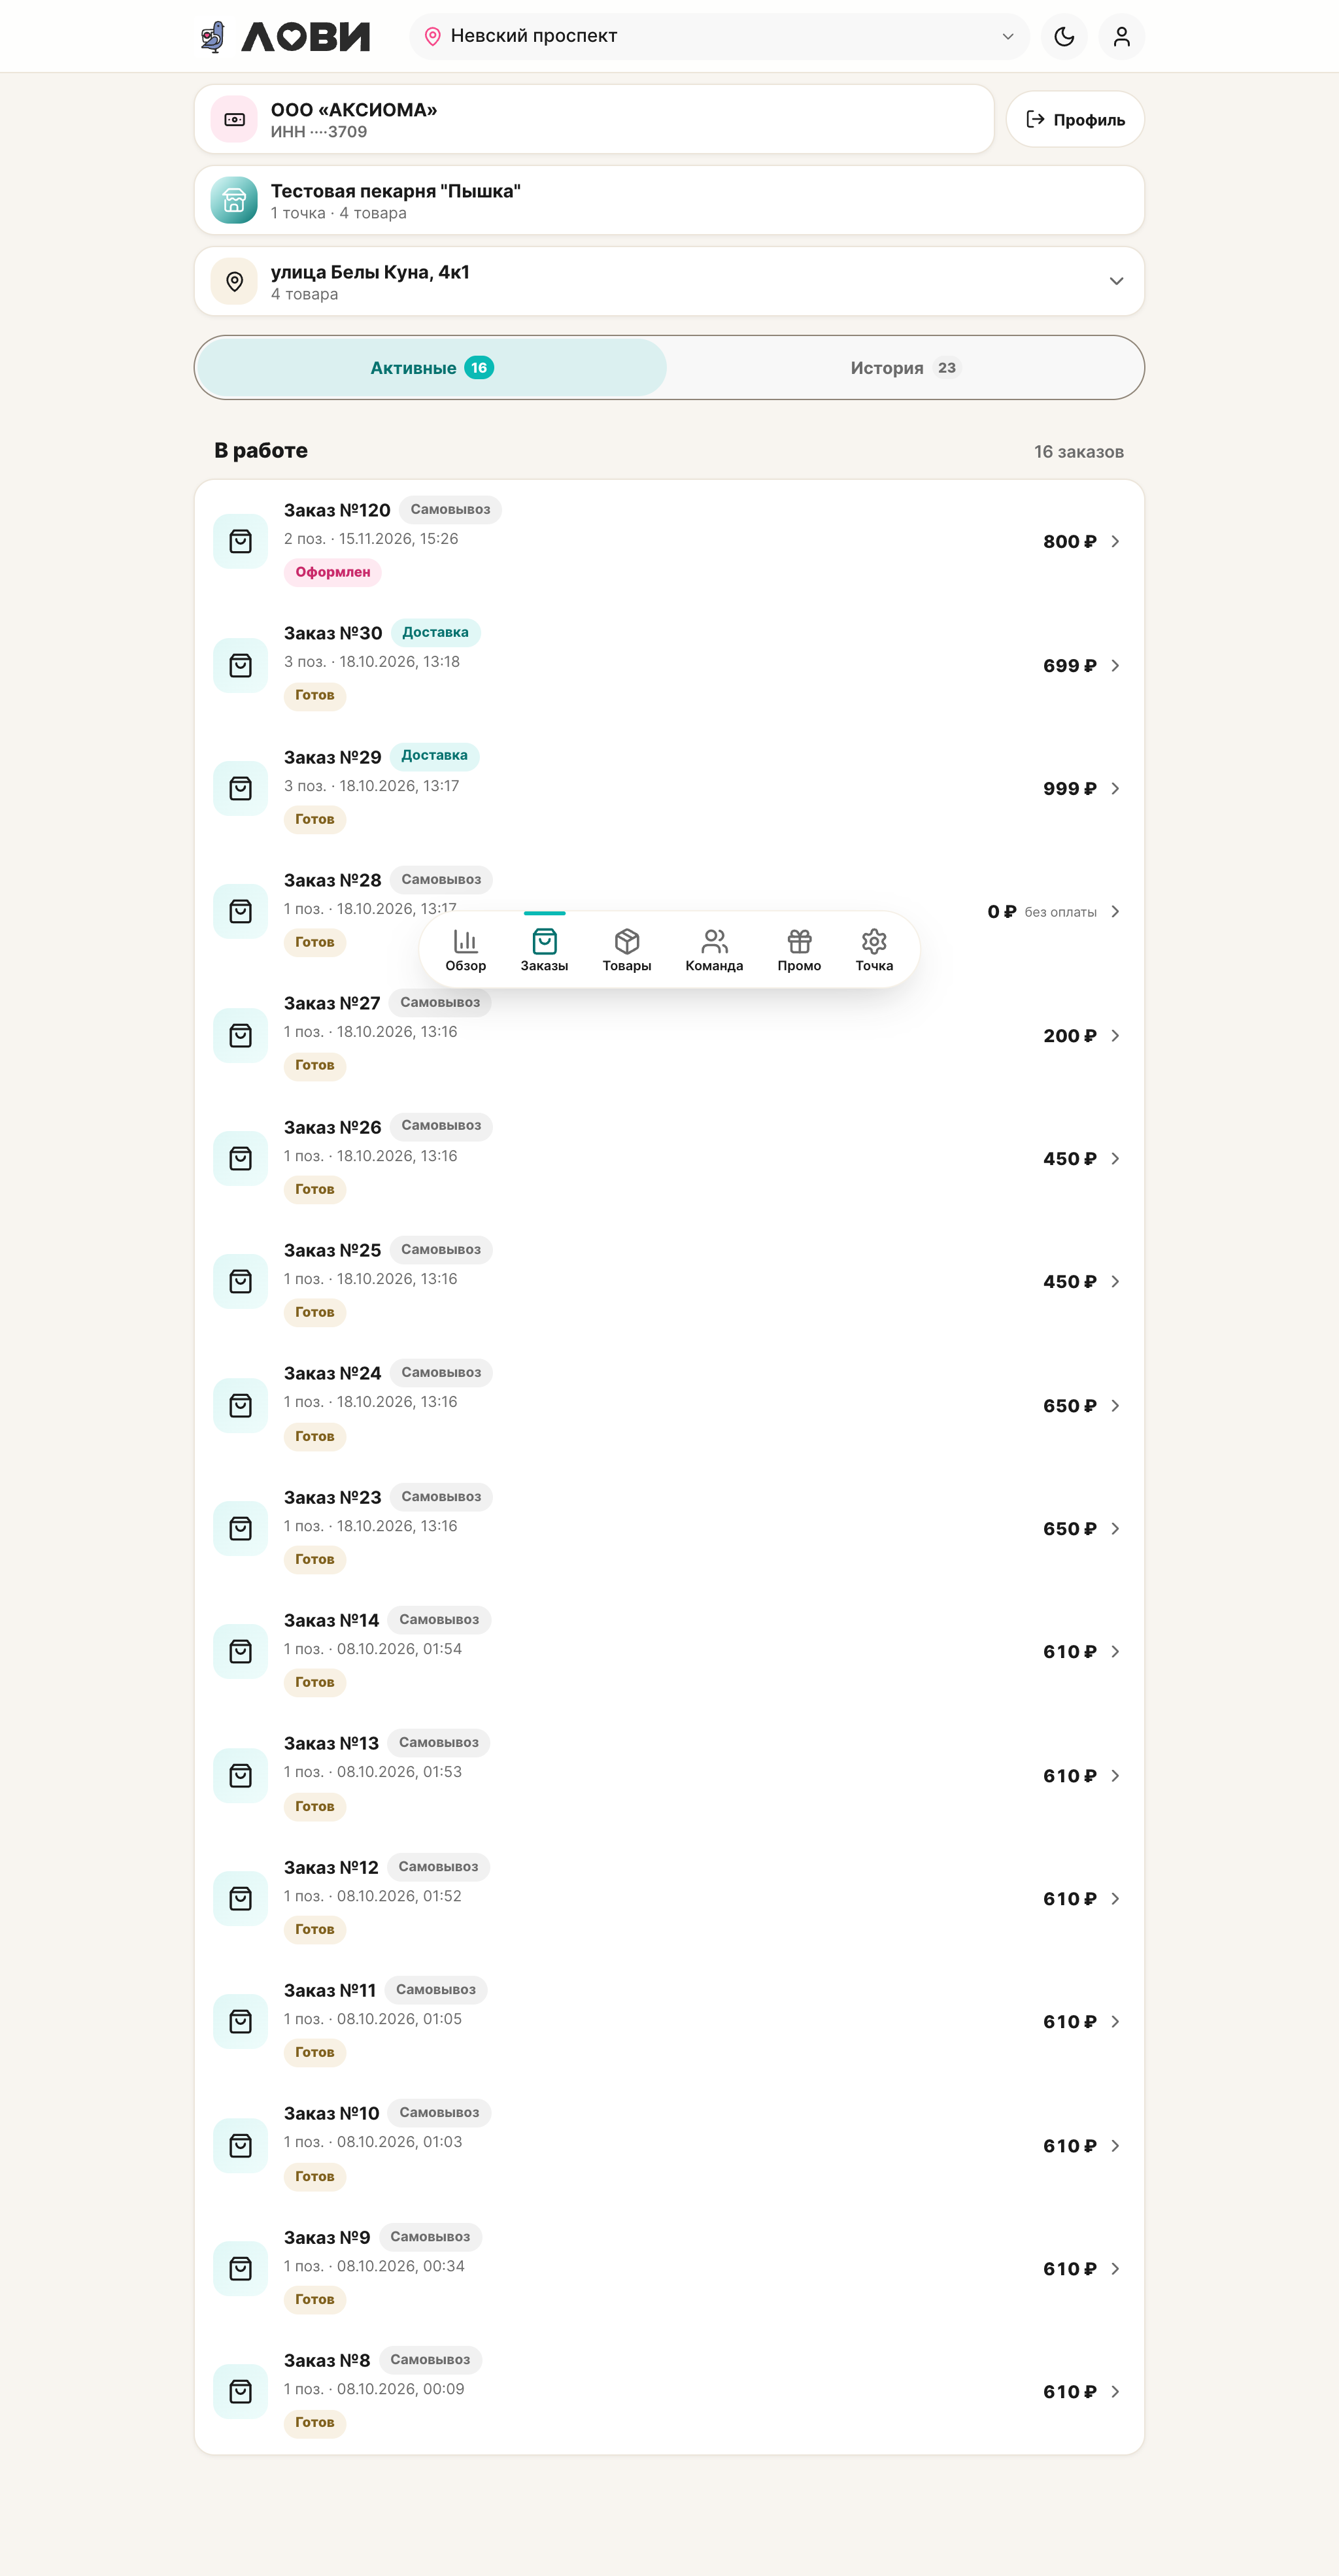 ЛОВИ
Невский проспект
ООО «АКСИОМА»
ИНН ····3709
Профиль
Тестовая пекарня "Пышка"
1 точка · 4 товара
улица Белы Куна, 4к1
4 товара
Активные 16
История 23
В работе
16 заказов
Заказ №120 Самовывоз
2 поз. · 15.11.2026, 15:26
Оформлен
800 ₽
Заказ №30 Доставка
3 поз. · 18.10.2026, 13:18
Готов
699 ₽
Заказ №29 Доставка
3 поз. · 18.10.2026, 13:17
Готов
999 ₽
Заказ №28 Самовывоз
1 поз. · 18.10.2026, 13:17
Готов
0 ₽ без оплаты
Обзор
Заказы
Товары
Команда
Промо
Точка
Заказ №27 Самовывоз
1 поз. · 18.10.2026, 13:16
Готов
200 ₽
Заказ №26 Самовывоз
1 поз. · 18.10.2026, 13:16
Готов
450 ₽
Заказ №25 Самовывоз
1 поз. · 18.10.2026, 13:16
Готов
450 ₽
Заказ №24 Самовывоз
1 поз. · 18.10.2026, 13:16
Готов
650 ₽
Заказ №23 Самовывоз
1 поз. · 18.10.2026, 13:16
Готов
650 ₽
Заказ №14 Самовывоз
1 поз. · 08.10.2026, 01:54
Готов
610 ₽
Заказ №13 Самовывоз
1 поз. · 08.10.2026, 01:53
Готов
610 ₽
Заказ №12 Самовывоз
1 поз. · 08.10.2026, 01:52
Готов
610 ₽
Заказ №11 Самовывоз
1 поз. · 08.10.2026, 01:05
Готов
610 ₽
Заказ №10 Самовывоз
1 поз. · 08.10.2026, 01:03
Готов
610 ₽
Заказ №9 Самовывоз
1 поз. · 08.10.2026, 00:34
Готов
610 ₽
Заказ №8 Самовывоз
1 поз. · 08.10.2026, 00:09
Готов
610 ₽